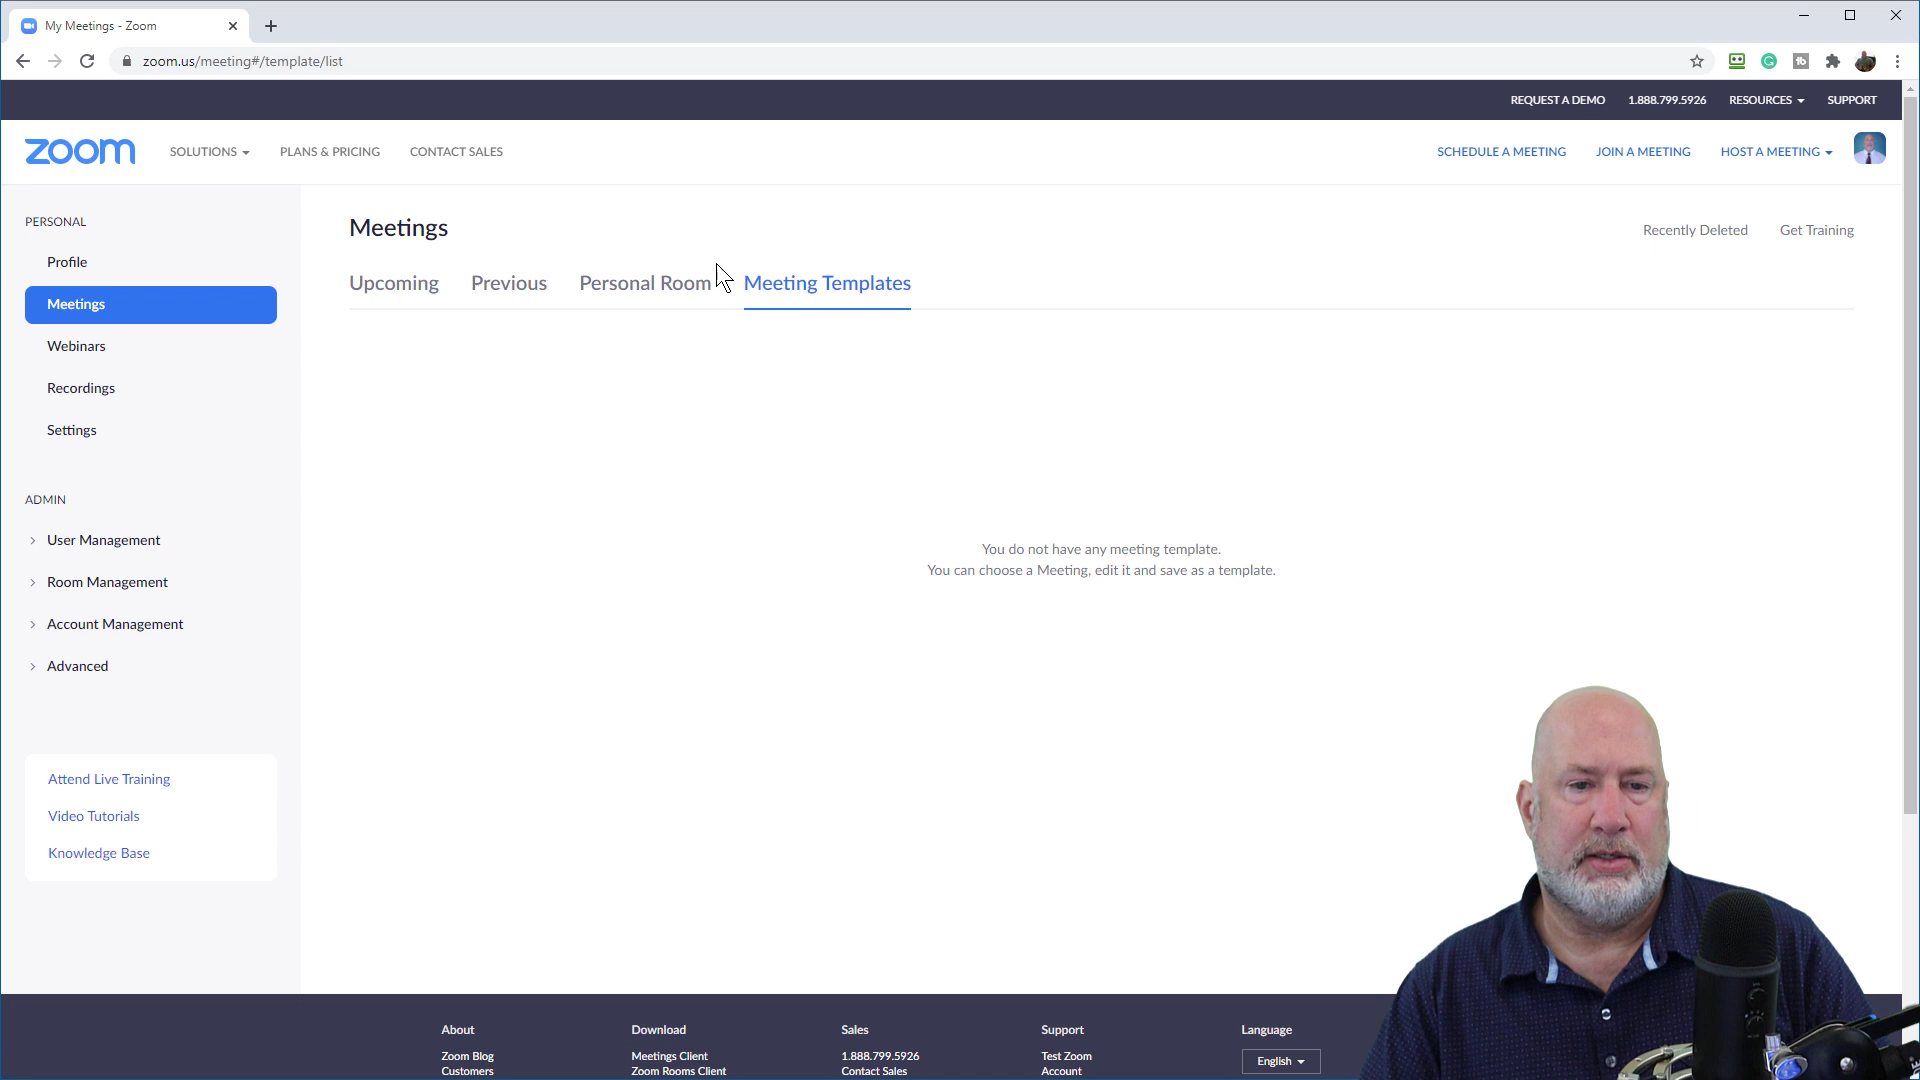 My Meetings - Zoom
zoom.us/meeting#/template/list
REQUEST A DEMO 1.888.799.5926 RESOURCES SUPPORT
zoom SOLUTIONS PLANS & PRICING CONTACT SALES SCHEDULE A MEETING JOIN A MEETING HOST A MEETING
PERSONAL
Profile
Meetings
Webinars
Recordings
Settings
ADMIN
User Management
Room Management
Account Management
Advanced
Attend Live Training
Video Tutorials
Knowledge Base
Meetings
Recently Deleted Get Training
Upcoming Previous Personal Room Meeting Templates
You do not have any meeting template.
You can choose a Meeting, edit it and save as a template.
About
Zoom Blog
Customers
Download
Meetings Client
Zoom Rooms Client
Sales
1.888.799.5926
Contact Sales
Support
Test Zoom
Account
Language
English